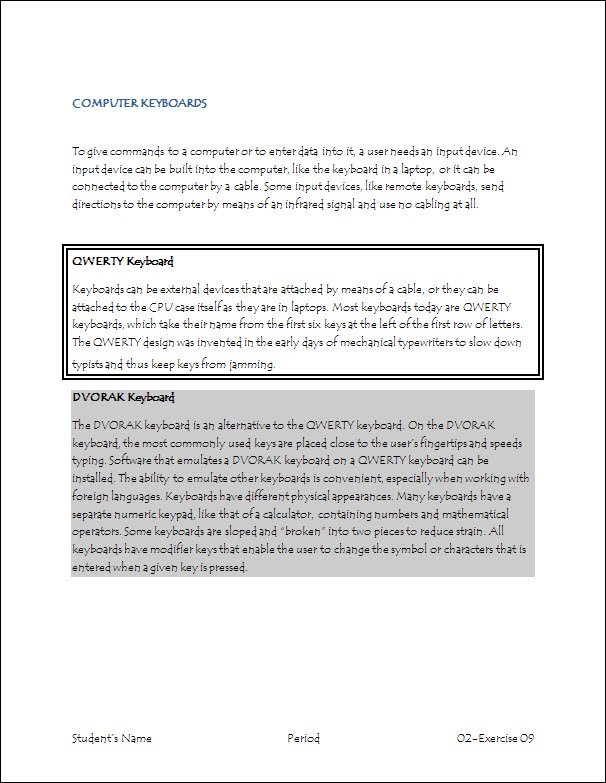 COMPUTER KEYBOARDS
To give commands to a computer or to enter data into it, a user needs an input device. An
input device can be built into the computer, like the keyboard in a laptop, or it can be
connected to the computer by a cable. Some input devices, like remote keyboards, send
directions to the computer by means of an infrared signal and use no cabling at all.
QWERTY Keyboard
Keyboards can be external devices that are attached by means of a cable, or they can be
attached to the CPU case itself as they are in laptops. Most keyboards today are QWERTY
keyboards, which take their name from the first six keys at the left of the first row of letters.
The QWERTY design was invented in the early days of mechanical typewriters to slow down
typists and thus keep keys from jamming.
DVORAK Keyboard
The DVORAK keyboard is an alternative to the QWERTY keyboard. On the DVORAK
keyboard, the most commonly used keys are placed close to the user's fingertips and speeds
typing. Software that emulates a DVORAK keyboard on a QWERTY keyboard can be
installed. The ability to emulate other keyboards is convenient, especially when working with
foreign languages. Keyboards have different physical appearances. Many keyboards have a
separate numeric keypad, like that of a calculator, containing numbers and mathematical
operators. Some keyboards are sloped and "broken" into two pieces to reduce strain. All
keyboards have modifier keys that enable the user to change the symbol or characters that is
entered when a given key is pressed.
Student's Name Period 02-Exercise 09